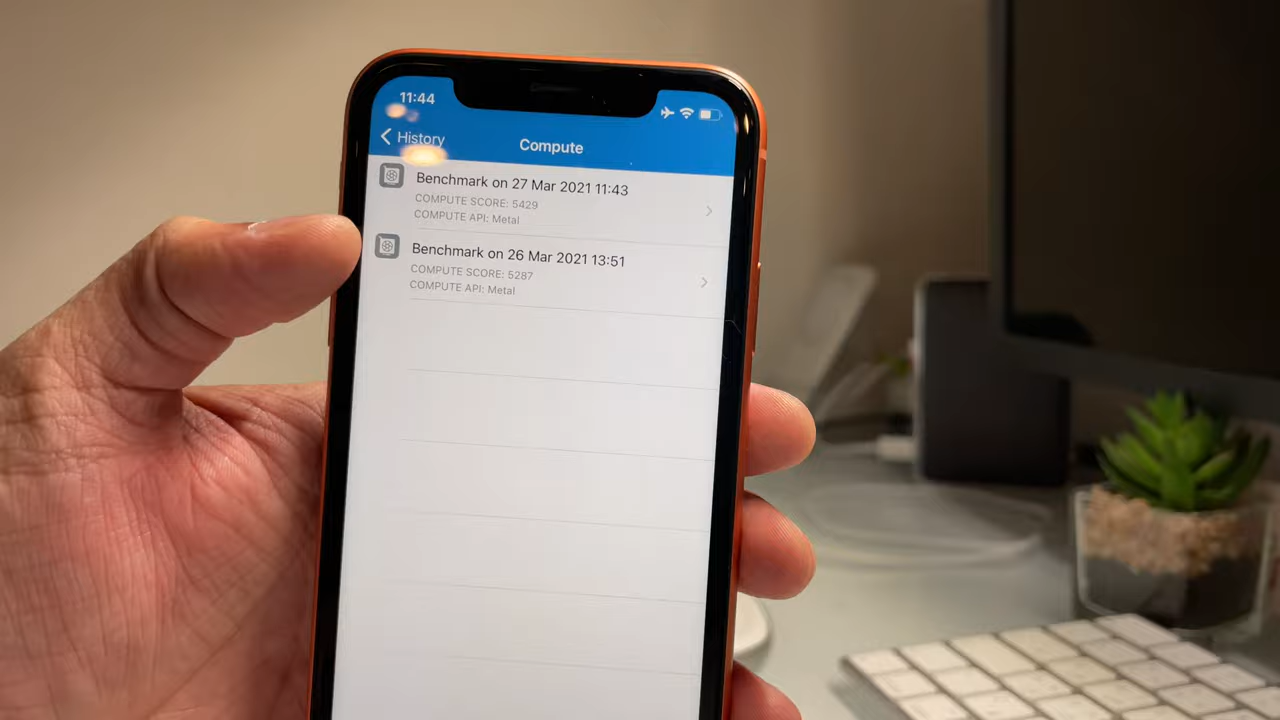 11:44
History
Compute
Benchmark on 27 Mar 2021 11:43
COMPUTE SCORE: 5429
COMPUTE API: Metal
Benchmark on 26 Mar 2021 13:51
COMPUTE SCORE: 5287
COMPUTE API: Metal